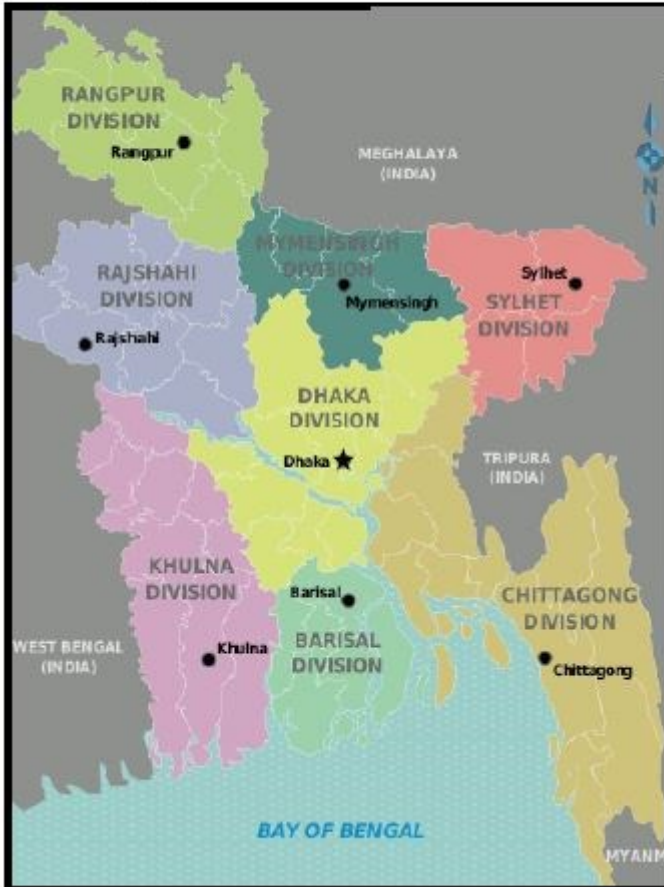 RANGPUR
DIVISION
Rangpur
MEGHALAYA
(INDIA)
N
MYMENSINGH
DIVISION
Mymensingh
RAJSHAHI
DIVISION
Rajshahi
Sylhet
SYLHET
DIVISION
DHAKA
DIVISION
Dhaka
TRIPURA
(INDIA)
KHULNA
DIVISION
Khulna
Barisal
BARISAL
DIVISION
CHITTAGONG
DIVISION
Chittagong
WEST BENGAL
(INDIA)
BAY OF BENGAL
MYANM